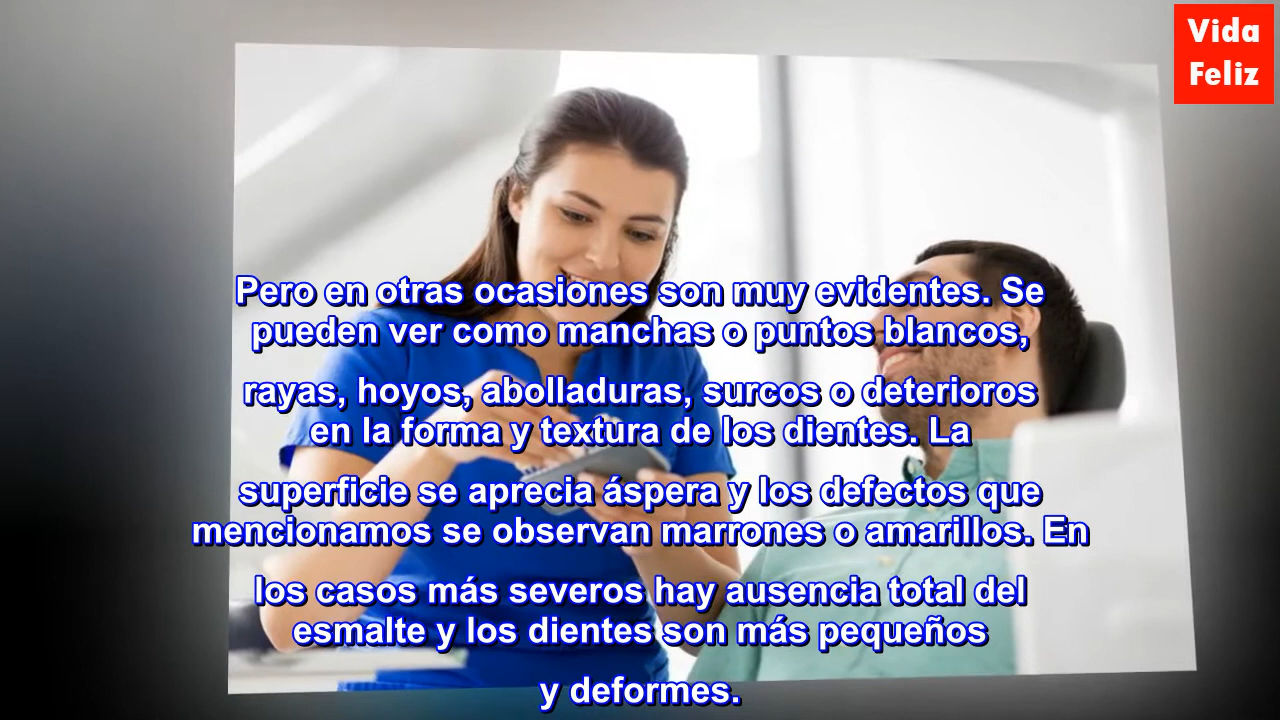 Vida
Feliz
Pero en otras ocasiones son muy evidentes. Se
pueden ver como manchas o puntos blancos,
rayas, hoyos, abolladuras, surcos o deterioros
en la forma y textura de los dientes. La
superficie se aprecia áspera y los defectos que
mencionamos se observan marrones o amarillos. En
los casos más severos hay ausencia total del
esmalte y los dientes son más pequeños
y deformes.